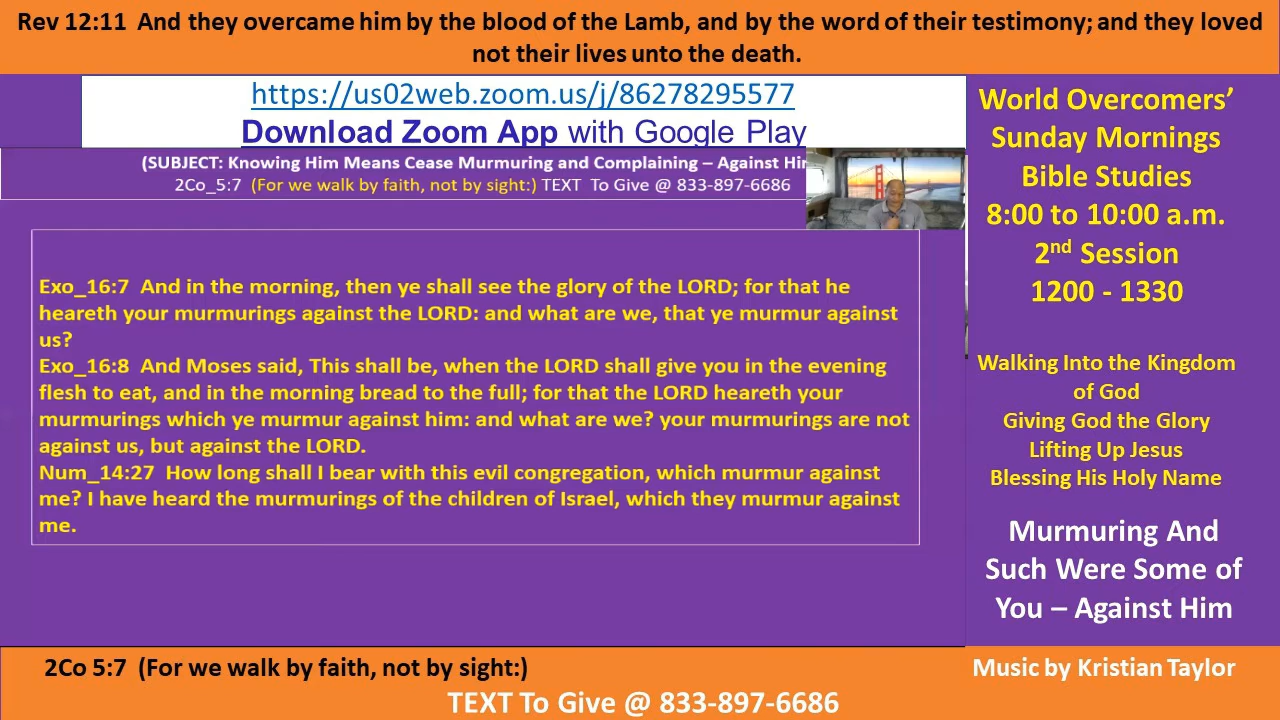 Rev 12:11  And they overcame him by the blood of the Lamb, and by the word of their testimony; and they loved
not their lives unto the death.
https://us02web.zoom.us/j/86278295577
Download Zoom App with Google Play
(SUBJECT: Knowing Him Means Cease Murmuring and Complaining – Against
2Co_5:7  (For we walk by faith, not by sight:) TEXT  To Give @ 833-897-6686
Exo_16:7  And in the morning, then ye shall see the glory of the LORD; for that he
heareth your murmurings against the LORD: and what are we, that ye murmur against
us?
Exo_16:8  And Moses said, This shall be, when the LORD shall give you in the evening
flesh to eat, and in the morning bread to the full; for that the LORD heareth your
murmurings which ye murmur against him: and what are we? your murmurings are not
against us, but against the LORD.
Num_14:27  How long shall I bear with this evil congregation, which murmur against
me? I have heard the murmurings of the children of Israel, which they murmur against
me.
World Overcomers’
Sunday Mornings
Bible Studies
8:00 to 10:00 a.m.
2nd Session
1200 - 1330
Walking Into the Kingdom
of God
Giving God the Glory
Lifting Up Jesus
Blessing His Holy Name
Murmuring And
Such Were Some of
You – Against Him
2Co 5:7  (For we walk by faith, not by sight:)
Music by Kristian Taylor
TEXT To Give @ 833-897-6686